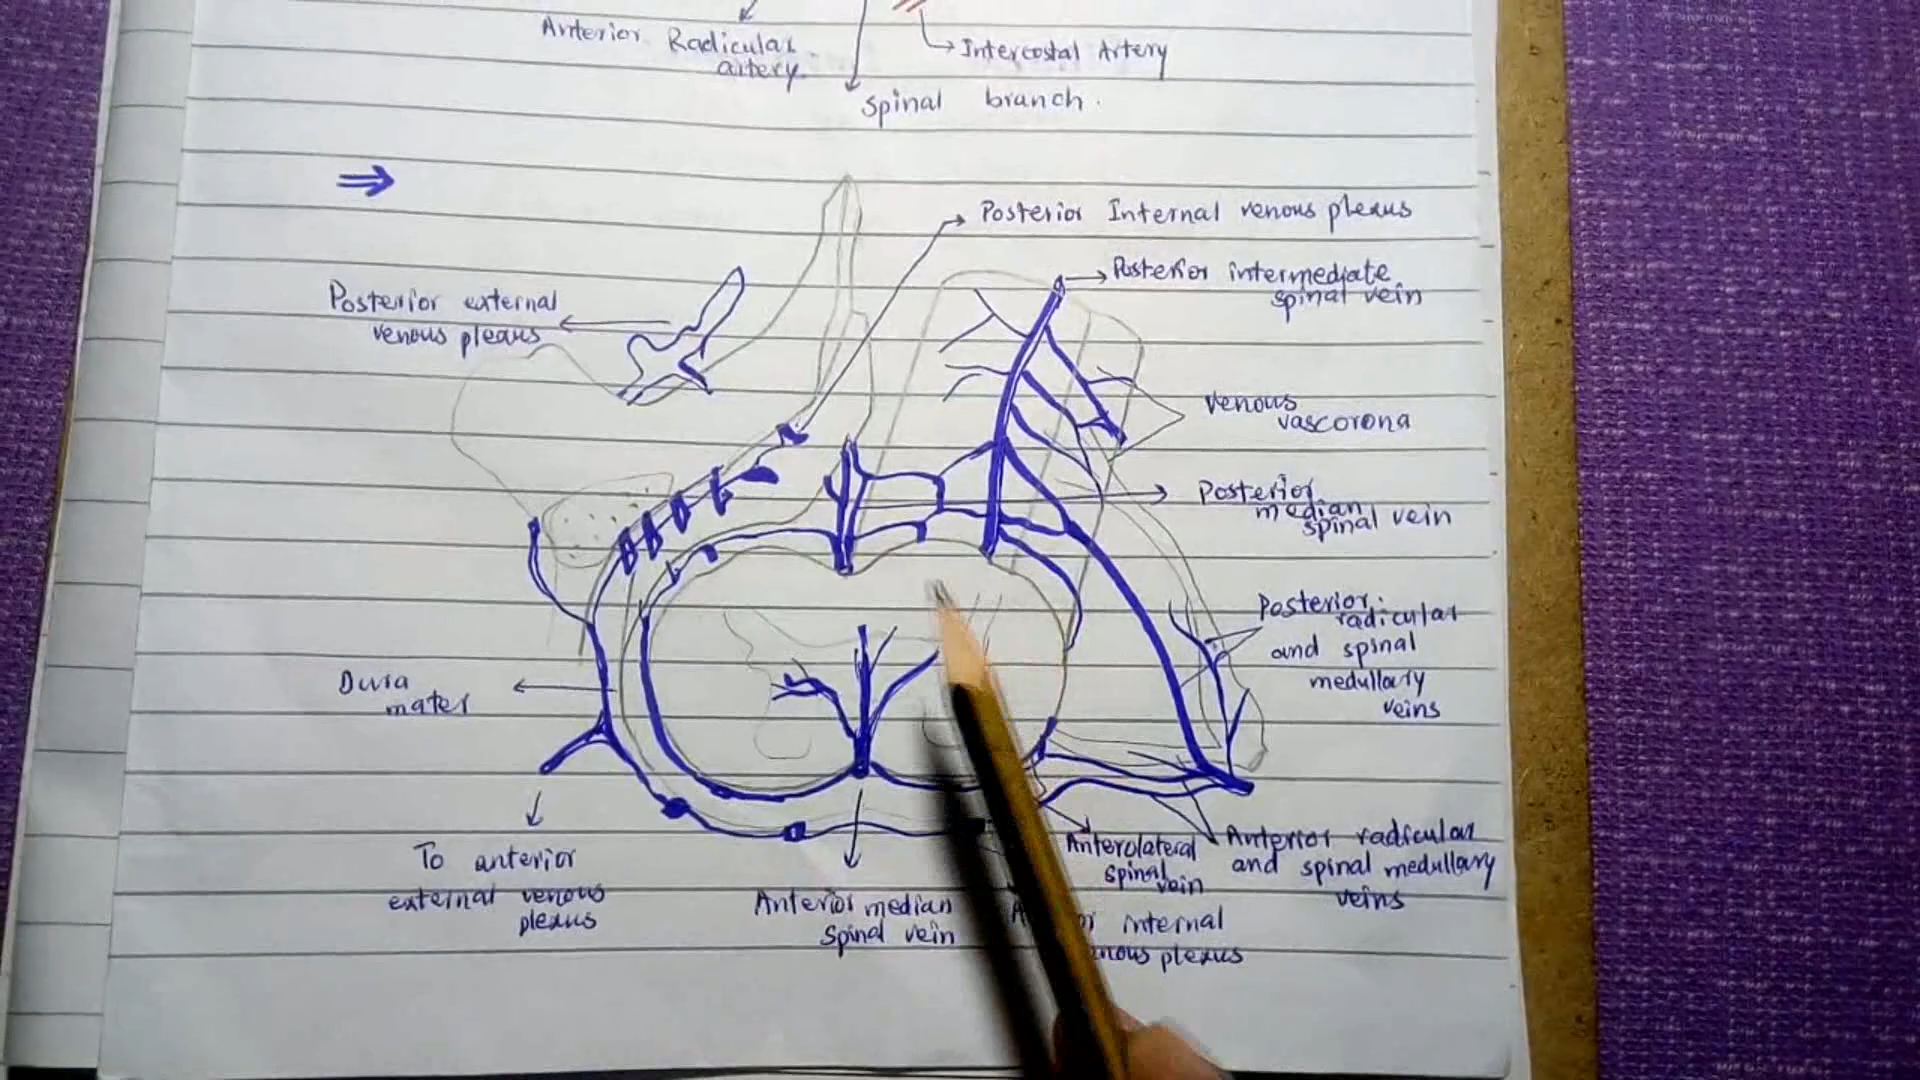 Anterior Radicular
artery.
Intercostal Artery
spinal branch.
Posterior Internal venous plexus
Posterior intermediate
spinal vein
Posterior external
venous plexus
venous
vascorona
Posterior
median
spinal vein
Posterior
radicular
and spinal
medullary
veins
Dura
mater
To anterior
external venous
plexus
Anterior median
Spinal vein
Anterolateral
spinal
vein
Anterior radicular
and spinal medullary
veins
internal
plexus